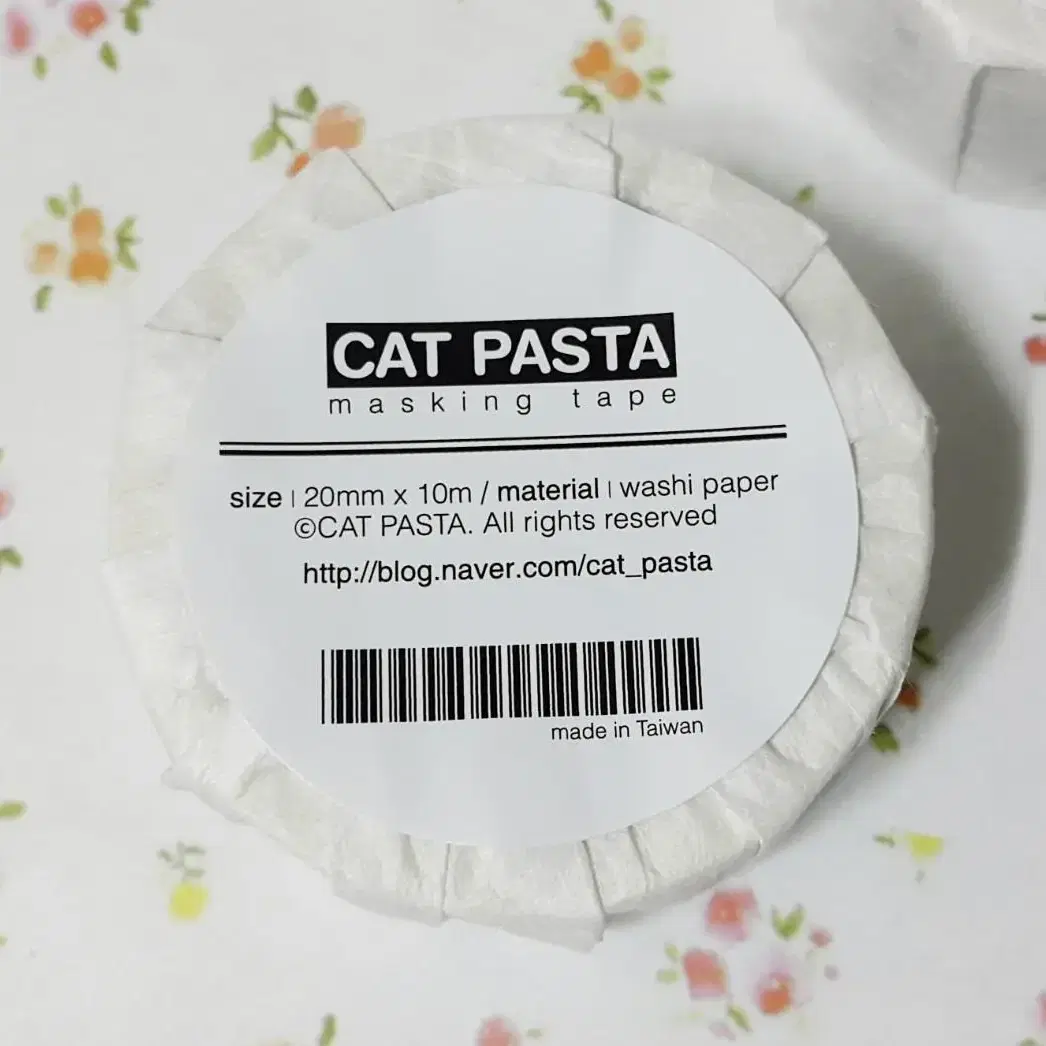 CAT PASTA
masking tape
size | 20mm x 10m / material | washi paper
©CAT PASTA. All rights reserved
http://blog.naver.com/cat_pasta
made in Taiwan